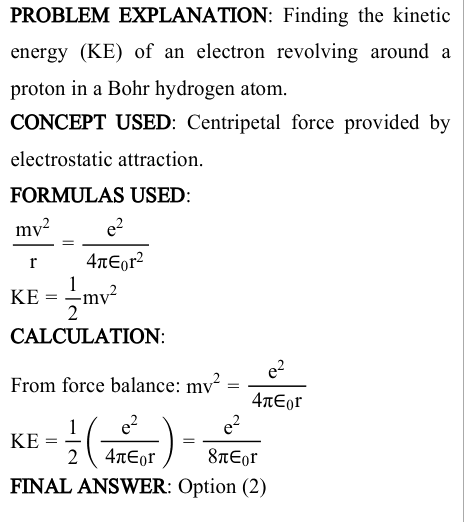 PROBLEM EXPLANATION: Finding the kinetic
energy (KE) of an electron revolving around a
proton in a Bohr hydrogen atom.
CONCEPT USED: Centripetal force provided by
electrostatic attraction.
FORMULAS USED:
mv²/r = e²/4π∈₀r²
KE = 1/2 mv²
CALCULATION:
From force balance: mv² = e²/4π∈₀r
KE = 1/2 (e²/4π∈₀r) = e²/8π∈₀r
FINAL ANSWER: Option (2)